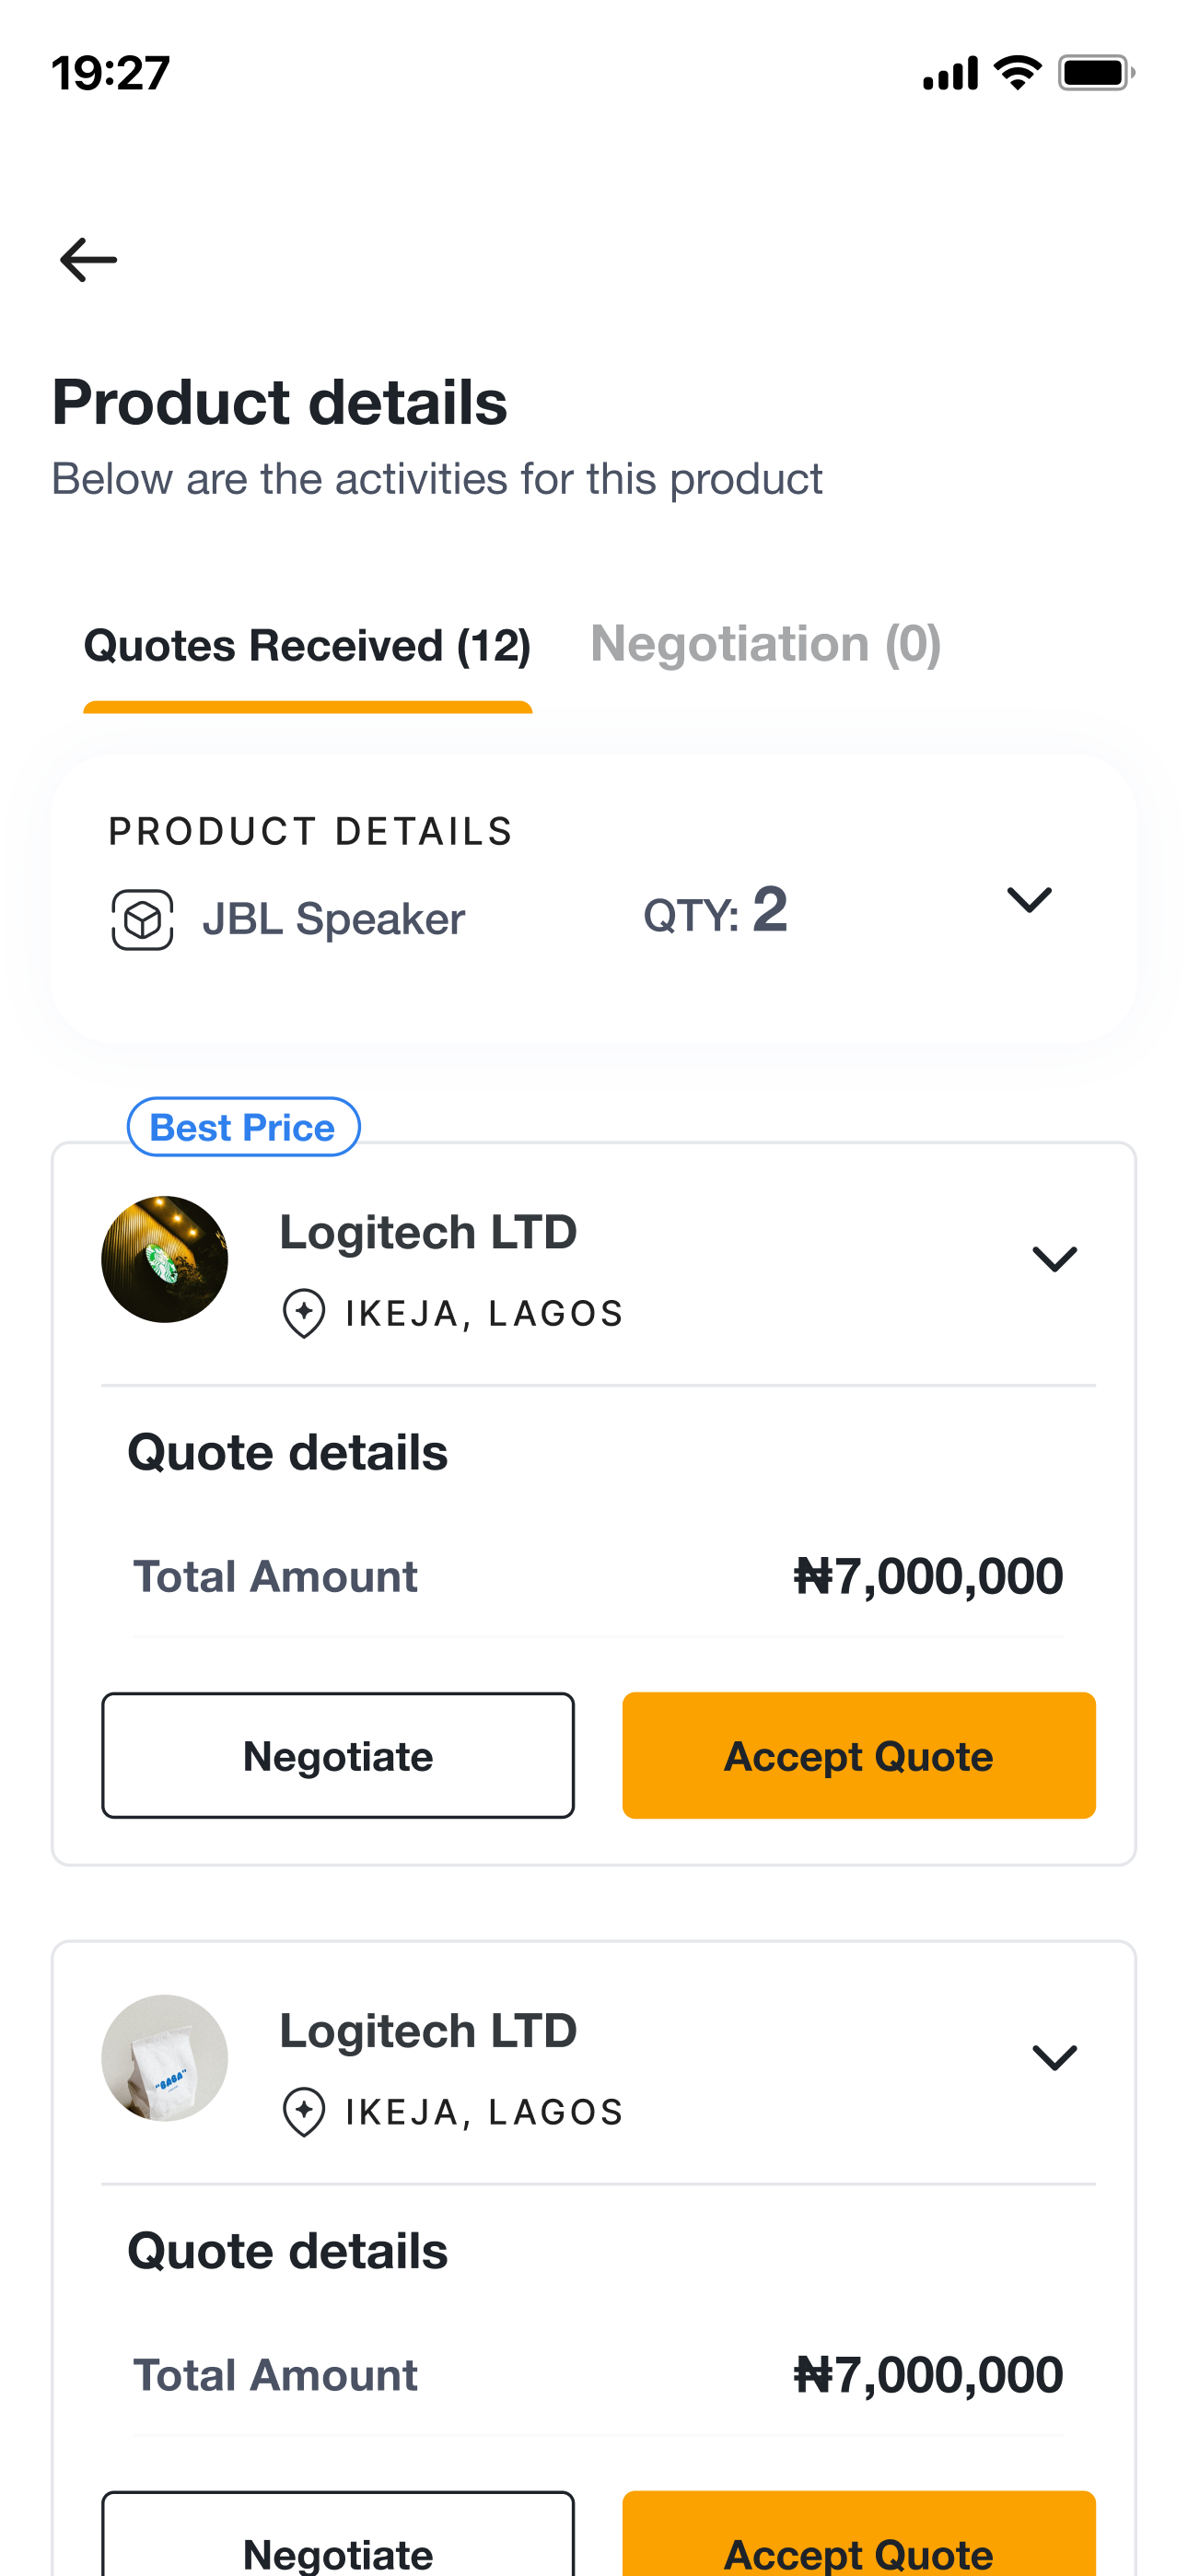 19:27
Product details
Below are the activities for this product
Quotes Received (12) Negotiation (0)
PRODUCT DETAILS
JBL Speaker QTY: 2
Best Price
Logitech LTD
IKEJA, LAGOS
Quote details
Total Amount ₦7,000,000
Negotiate Accept Quote
"BABA"
Logitech LTD
IKEJA, LAGOS
Quote details
Total Amount ₦7,000,000
Negotiate Accept Quote